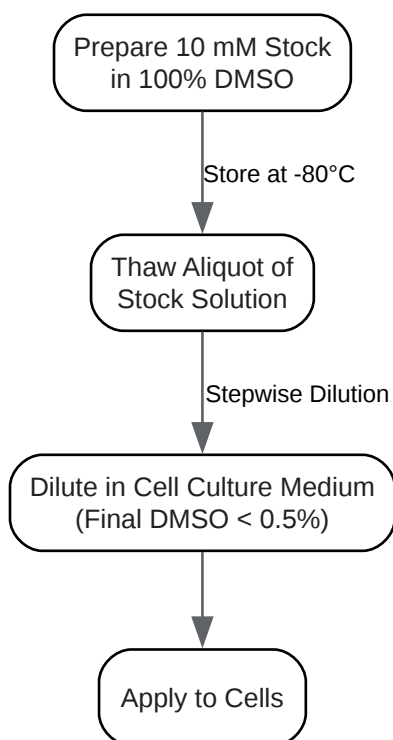 Prepare 10 mM Stock
in 100% DMSO
Store at -80°C
Thaw Aliquot of
Stock Solution
Stepwise Dilution
Dilute in Cell Culture Medium
(Final DMSO < 0.5%)
Apply to Cells